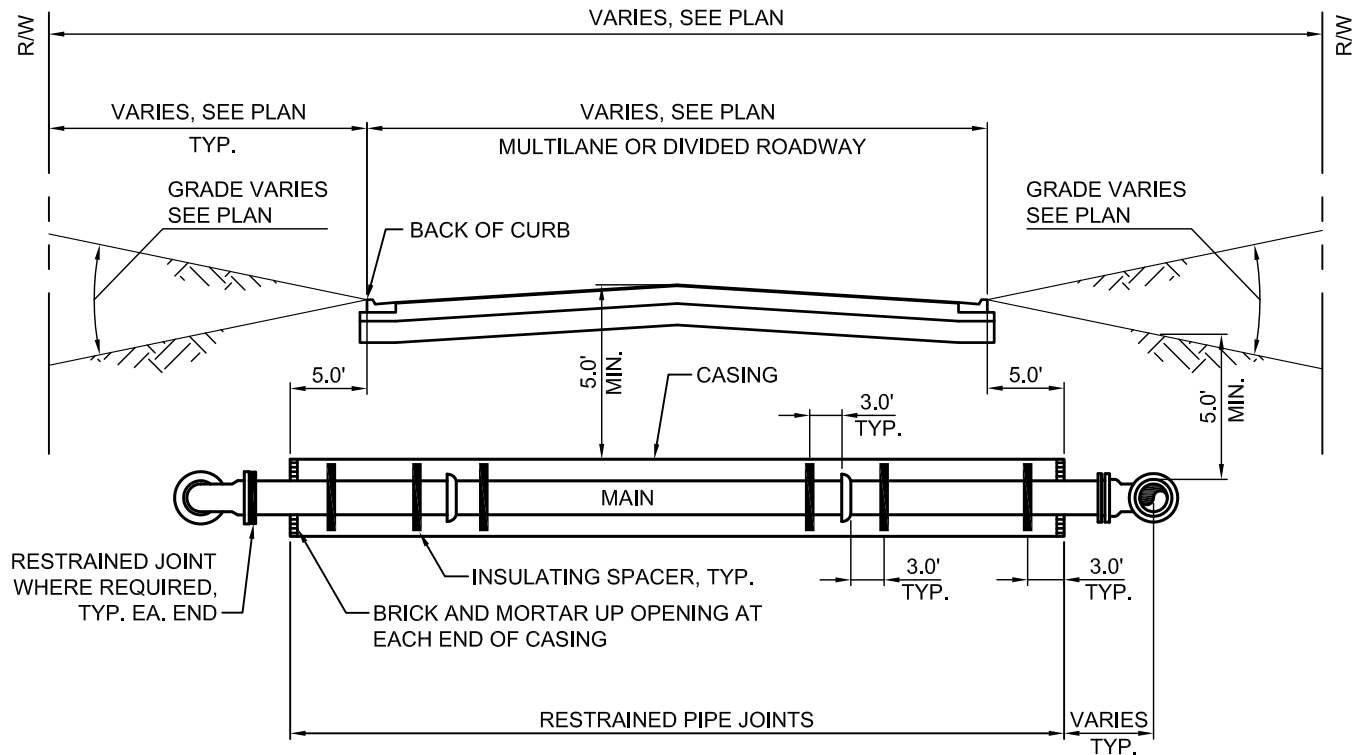 VARIES, SEE PLAN
R/W
R/W
VARIES, SEE PLAN
TYP.
VARIES, SEE PLAN
MULTILANE OR DIVIDED ROADWAY
GRADE VARIES
SEE PLAN
GRADE VARIES
SEE PLAN
BACK OF CURB
5.0'
5.0'
MIN.
CASING
5.0'
5.0'
MIN.
3.0'
TYP.
MAIN
RESTRAINED JOINT
WHERE REQUIRED,
TYP. EA. END
INSULATING SPACER, TYP.
3.0'
TYP.
3.0'
TYP.
BRICK AND MORTAR UP OPENING AT
EACH END OF CASING
RESTRAINED PIPE JOINTS
VARIES
TYP.